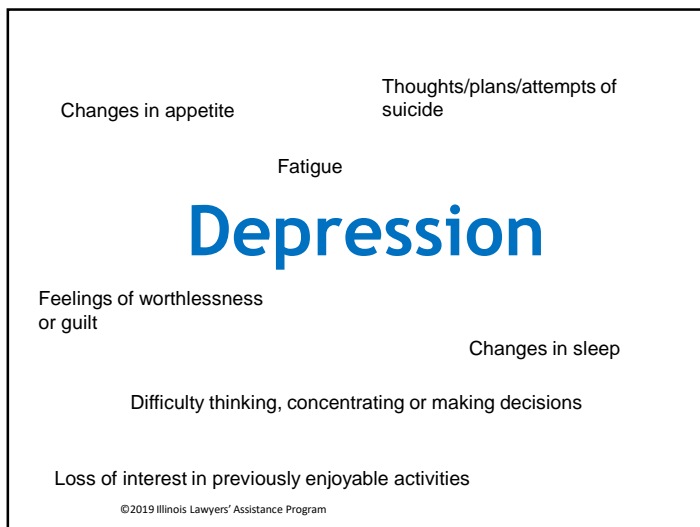 Thoughts/plans/attempts of
suicide
Changes in appetite
Fatigue
Depression
Feelings of worthlessness
or guilt
Changes in sleep
Difficulty thinking, concentrating or making decisions
Loss of interest in previously enjoyable activities
©2019 Illinois Lawyers’ Assistance Program